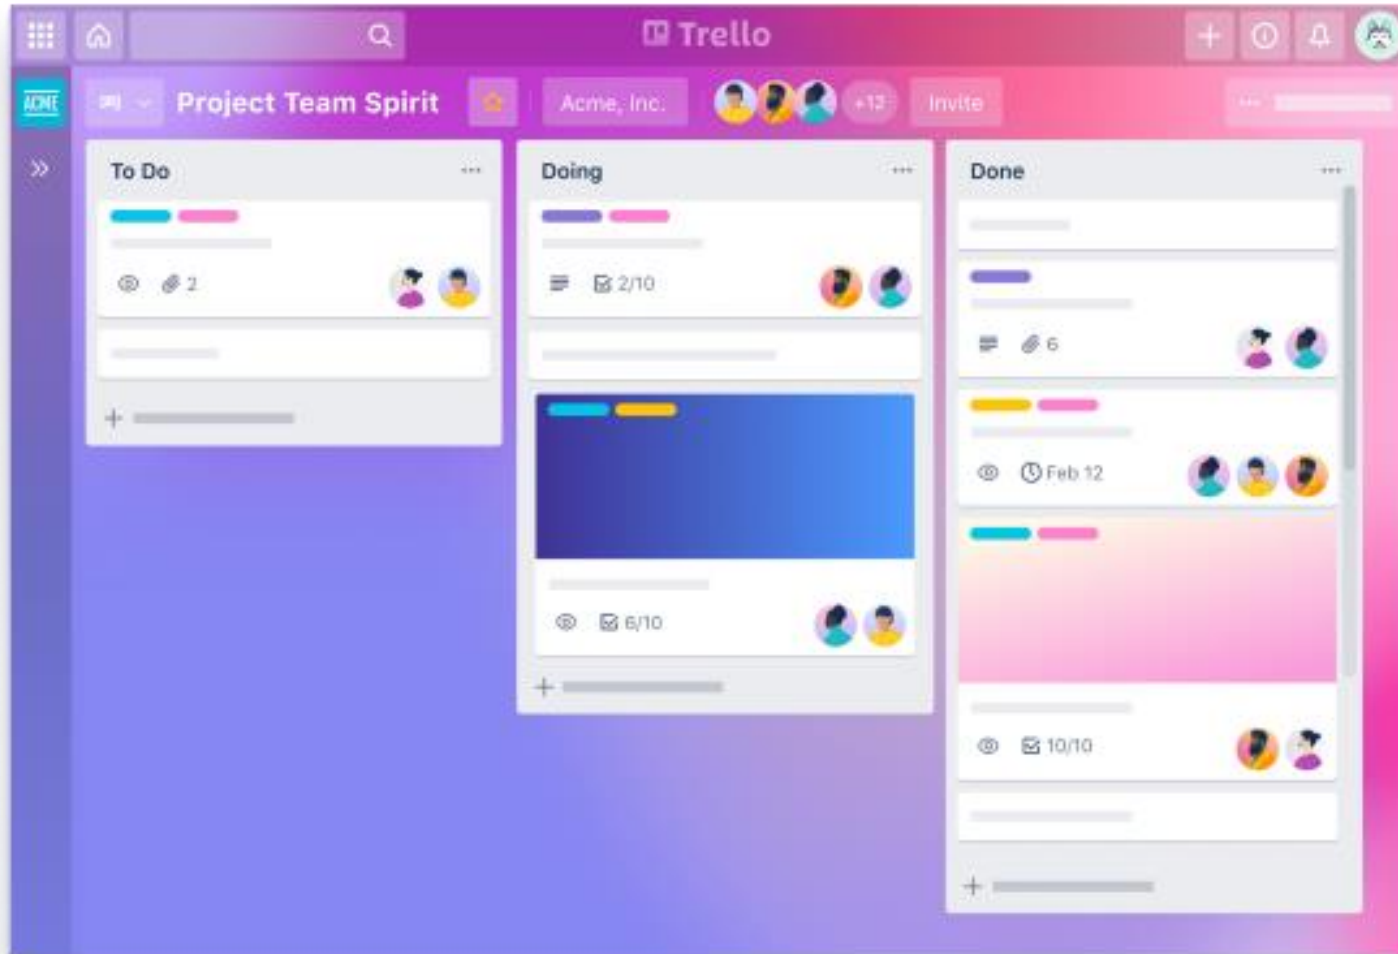 Trello
ACME
Project Team Spirit
Acme, Inc.
+12
Invite
To Do
2
Doing
2/10
6/10
Done
6
Feb 12
10/10